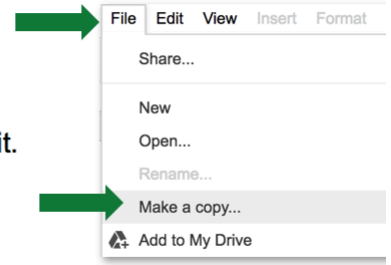 File Edit View Insert Format
Share...
New
Open...
it.
Rename...
Make a copy...
Add to My Drive